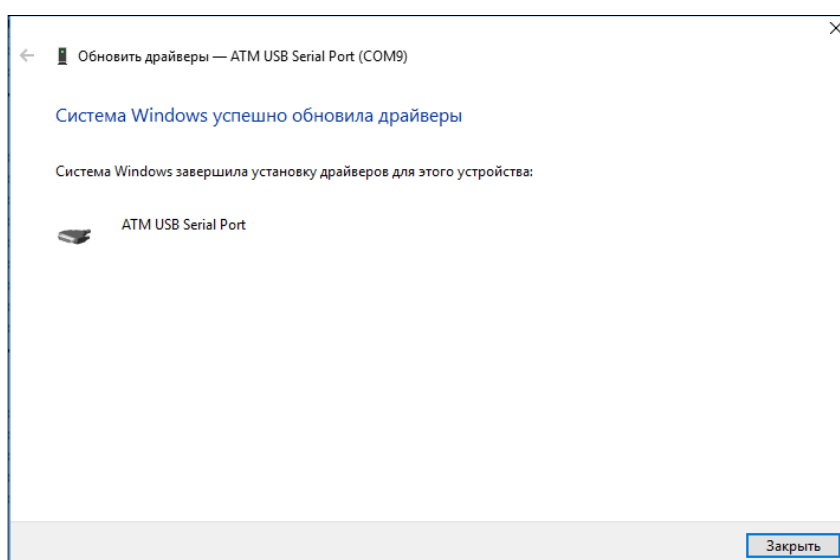 Обновить драйверы — ATM USB Serial Port (COM9)
Система Windows успешно обновила драйверы
Система Windows завершила установку драйверов для этого устройства:
ATM USB Serial Port
Закрыть